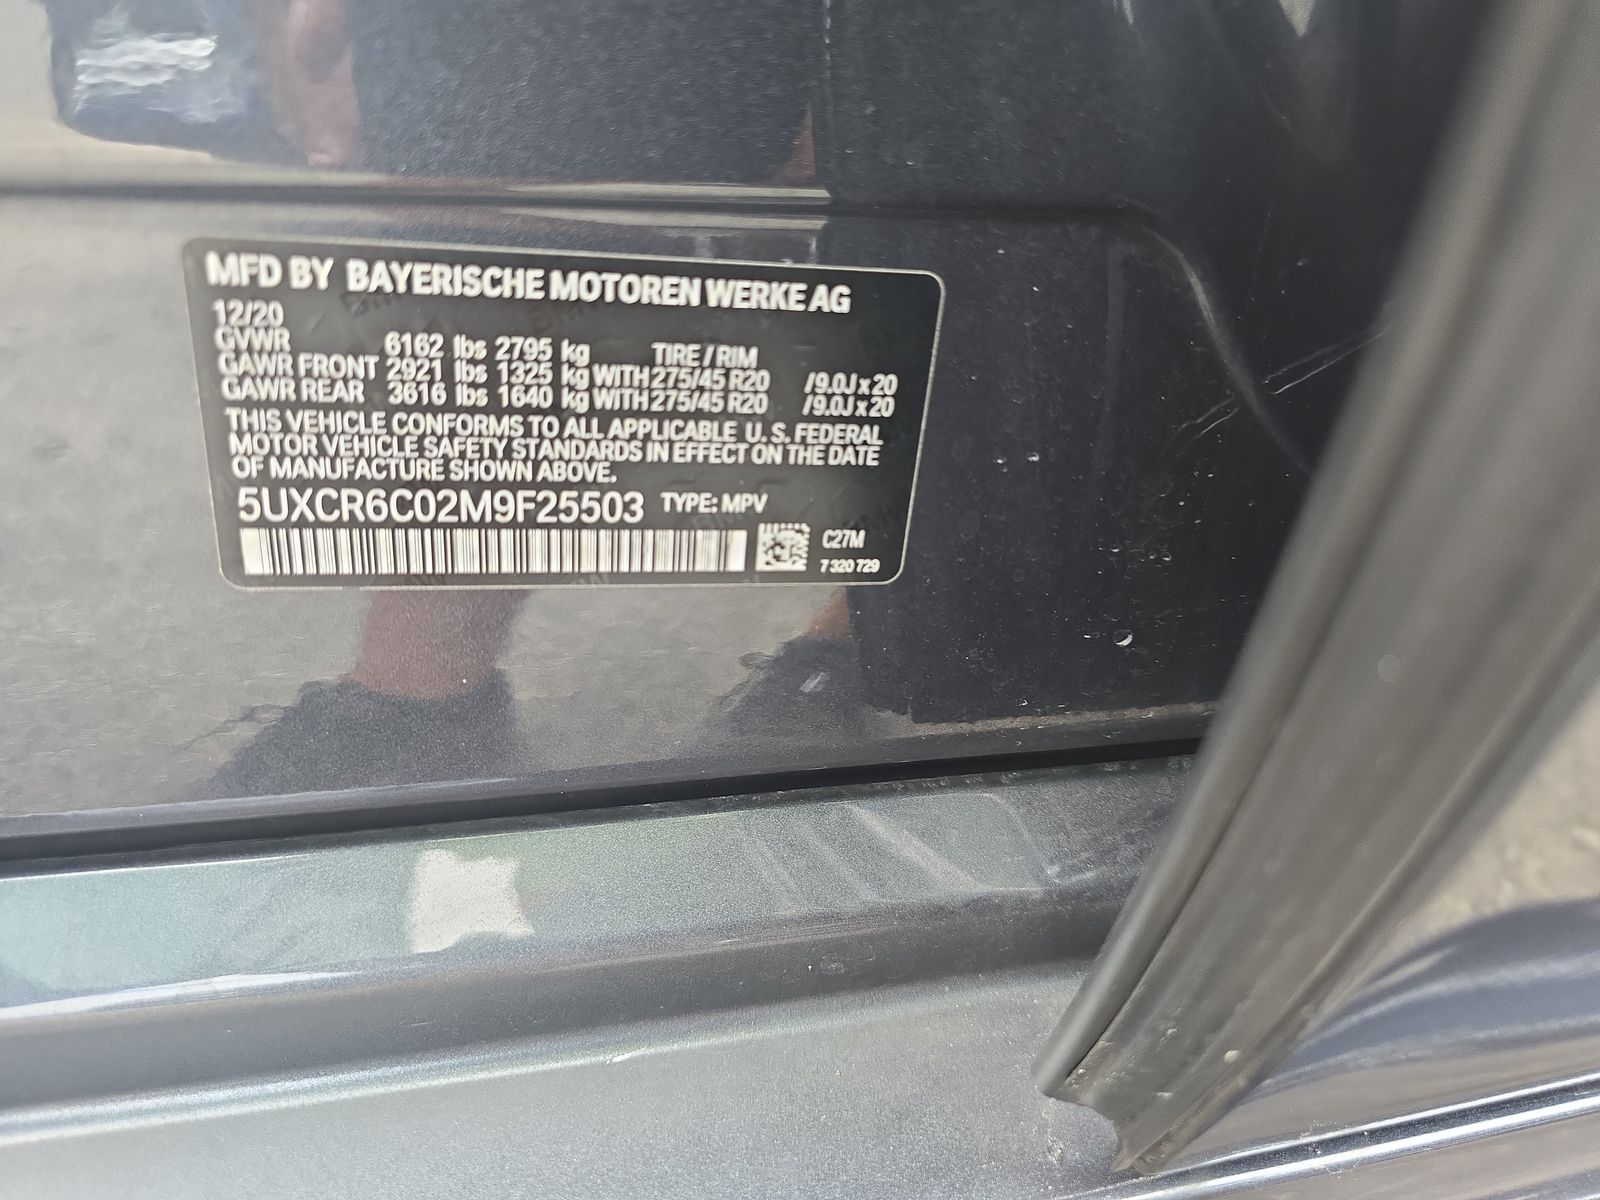 MFD BY BAYERISCHE MOTOREN WERKE AG
12/20
GVWR 6162 lbs 2795 kg TIRE / RIM
GAWR FRONT 2921 lbs 1325 kg WITH 275/45 R20 / 9.0J x 20
GAWR REAR 3616 lbs 1640 kg WITH 275/45 R20 / 9.0J x 20
THIS VEHICLE CONFORMS TO ALL APPLICABLE U. S. FEDERAL
MOTOR VEHICLE SAFETY STANDARDS IN EFFECT ON THE DATE
OF MANUFACTURE SHOWN ABOVE.
5UXCR6C02M9F25503 TYPE: MPV
C27M
7 320 729